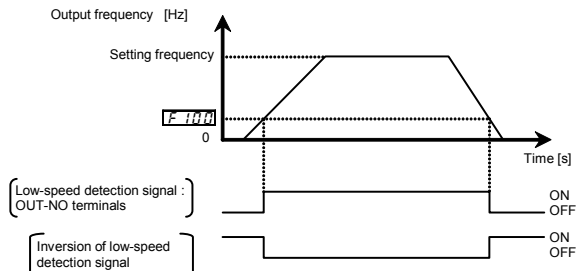 Output frequency [Hz]
Setting frequency
F 100
0
Time [s]
Low-speed detection signal :
OUT-NO terminals
ON
OFF
Inversion of low-speed
detection signal
ON
OFF